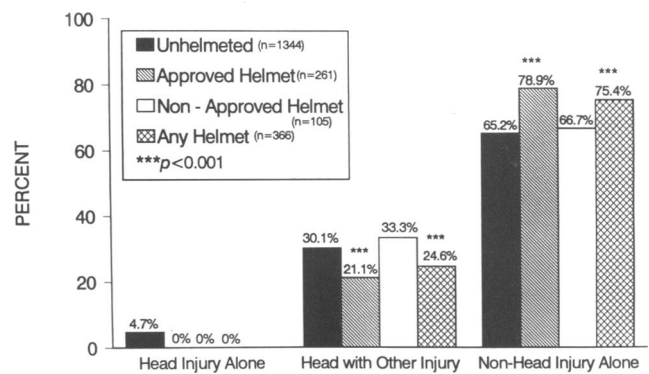 100
80
60
40
20
0
PERCENT
Unhelmeted (n=1344)
Approved Helmet (n=261)
Non - Approved Helmet
(n=105)
Any Helmet (n=366)
***p<0.001
4.7%
0% 0% 0%
30.1%
***
21.1%
33.3%
***
24.6%
65.2%
***
78.9%
66.7%
***
75.4%
Head Injury Alone
Head with Other Injury
Non-Head Injury Alone